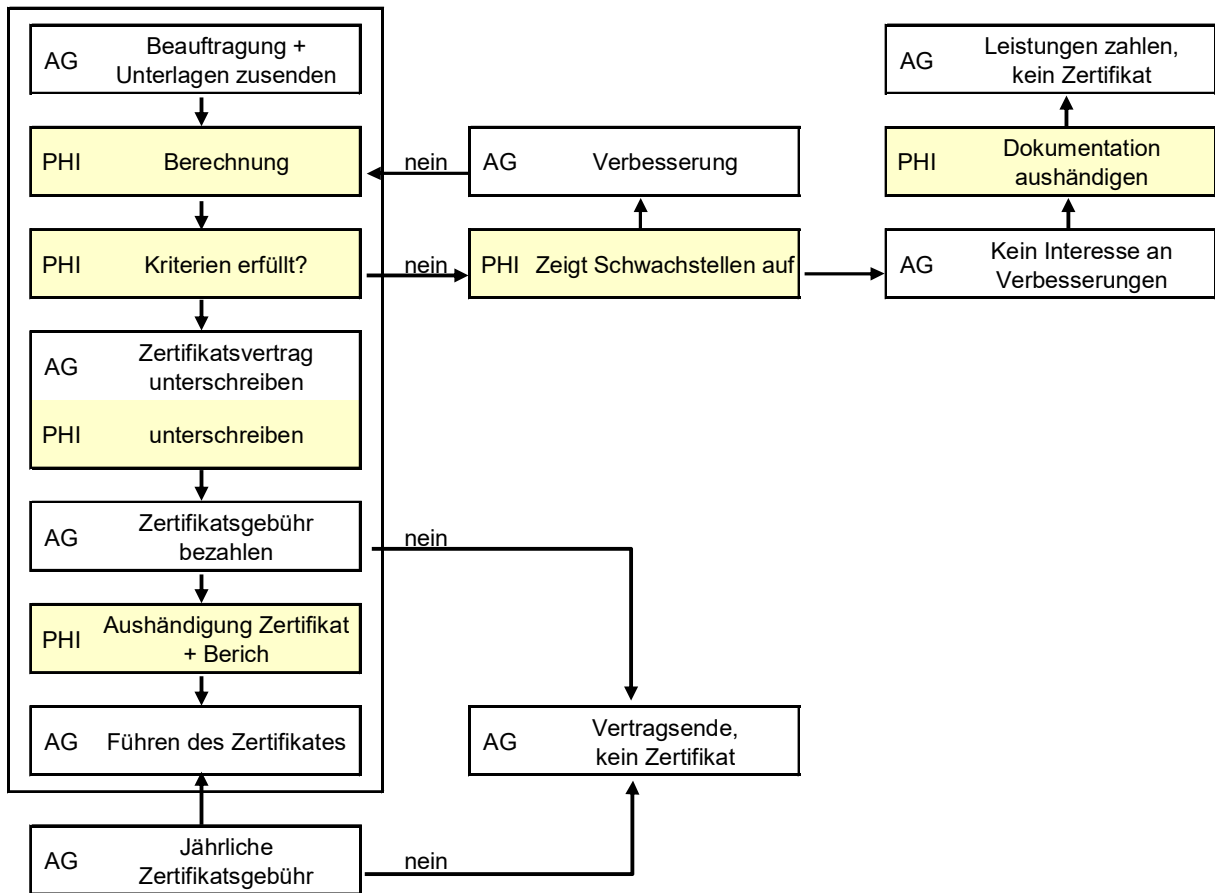 AG Beauftragung +
Unterlagen zusenden
AG Leistungen zahlen,
kein Zertifikat
PHI Berechnung
nein
AG Verbesserung
PHI Dokumentation
aushändigen
PHI Kriterien erfüllt?
nein
PHI Zeigt Schwachstellen auf
AG Kein Interesse an
Verbesserungen
AG Zertifikatsvertrag
unterschreiben
PHI unterschreiben
AG Zertifikatsgebühr
bezahlen
nein
PHI Aushändigung Zertifikat
+ Berich
AG Führen des Zertifikates
AG Vertragsende,
kein Zertifikat
AG Jährliche
Zertifikatsgebühr
nein